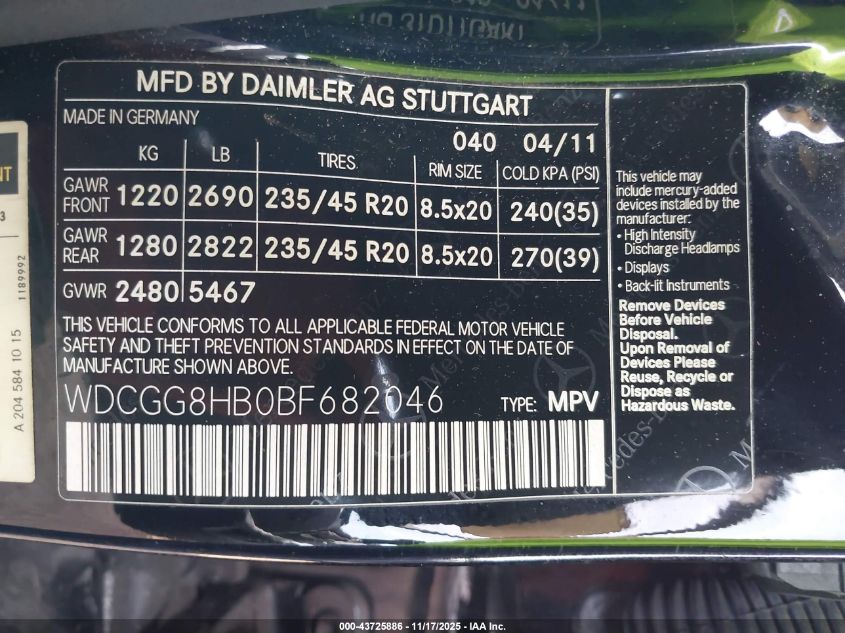 MFD BY DAIMLER AG STUTTGART
MADE IN GERMANY
040 04/11
KG LB TIRES RIM SIZE COLD KPA (PSI)
GAWR FRONT 1220 2690 235/45 R20 8.5x20 240(35)
GAWR REAR 1280 2822 235/45 R20 8.5x20 270(39)
GVWR 2480 5467
THIS VEHICLE CONFORMS TO ALL APPLICABLE FEDERAL MOTOR VEHICLE
SAFETY AND THEFT PREVENTION STANDARDS IN EFFECT ON THE DATE OF
MANUFACTURE SHOWN ABOVE.
WDCGG8HB0BF682046 TYPE: MPV
This vehicle may
include mercury-added
devices installed by the
manufacturer:
• High Intensity
Discharge Headlamps
• Displays
• Back-lit Instruments
Remove Devices
Before Vehicle
Disposal.
Upon Removal of
Devices Please
Reuse, Recycle or
Dispose as
Hazardous Waste.
A 204 584 10 15
1189992
000-43725886 - 11/17/2025 - IAA Inc.